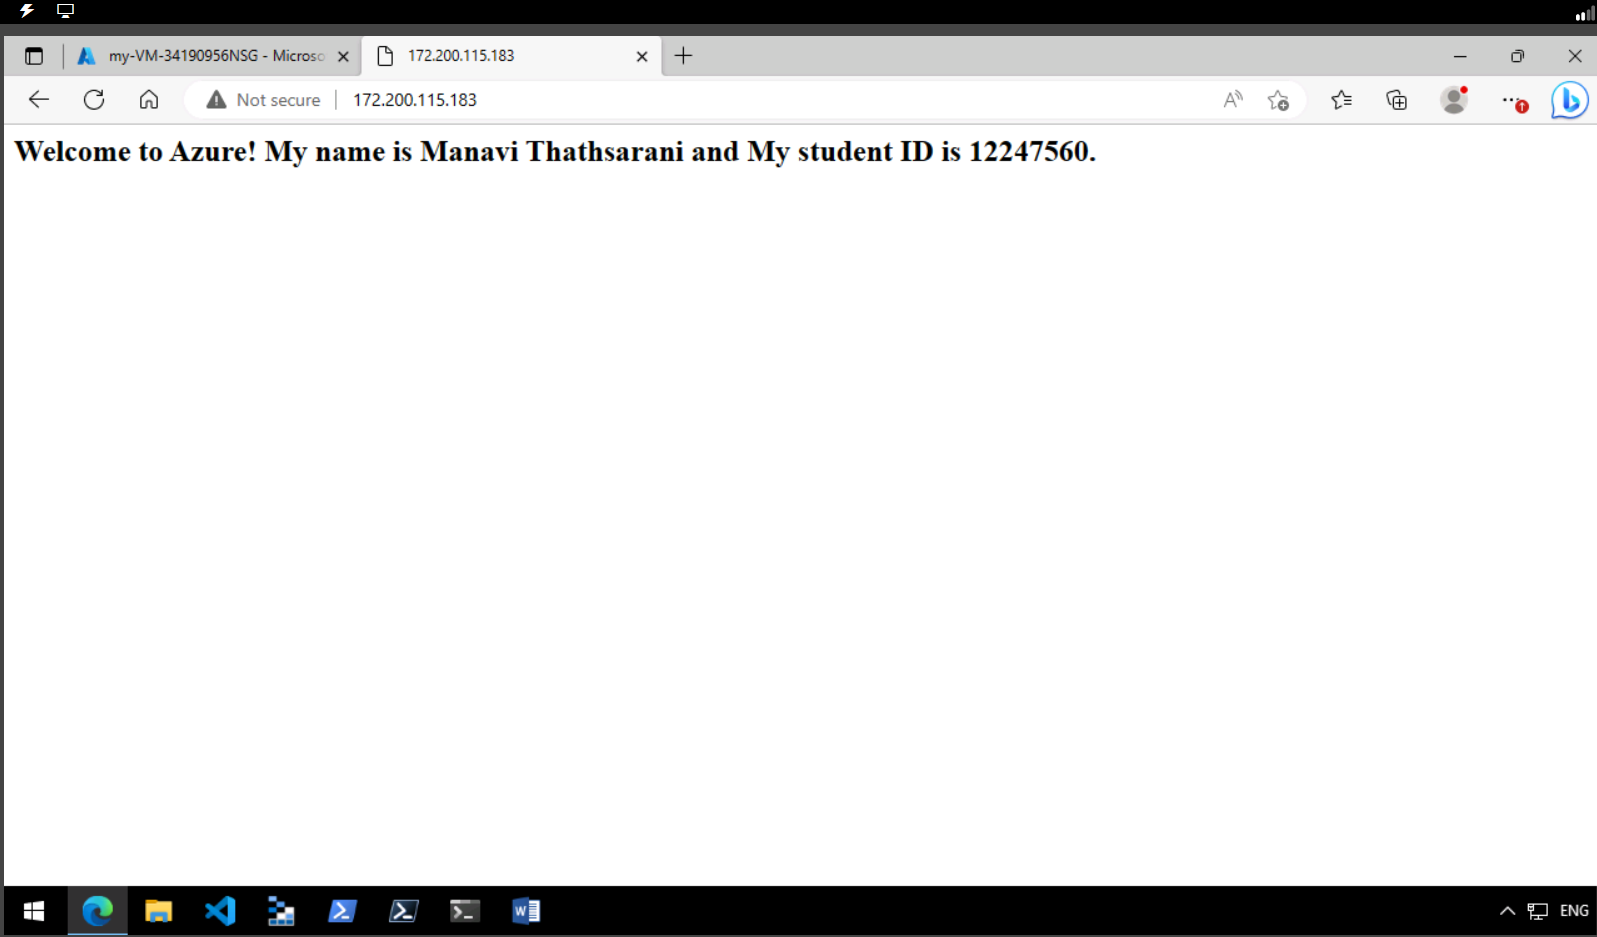 my-VM-34190956NSG - Microso
172.200.115.183
Not secure 172.200.115.183
Welcome to Azure! My name is Manavi Thathsarani and My student ID is 12247560.
ENG